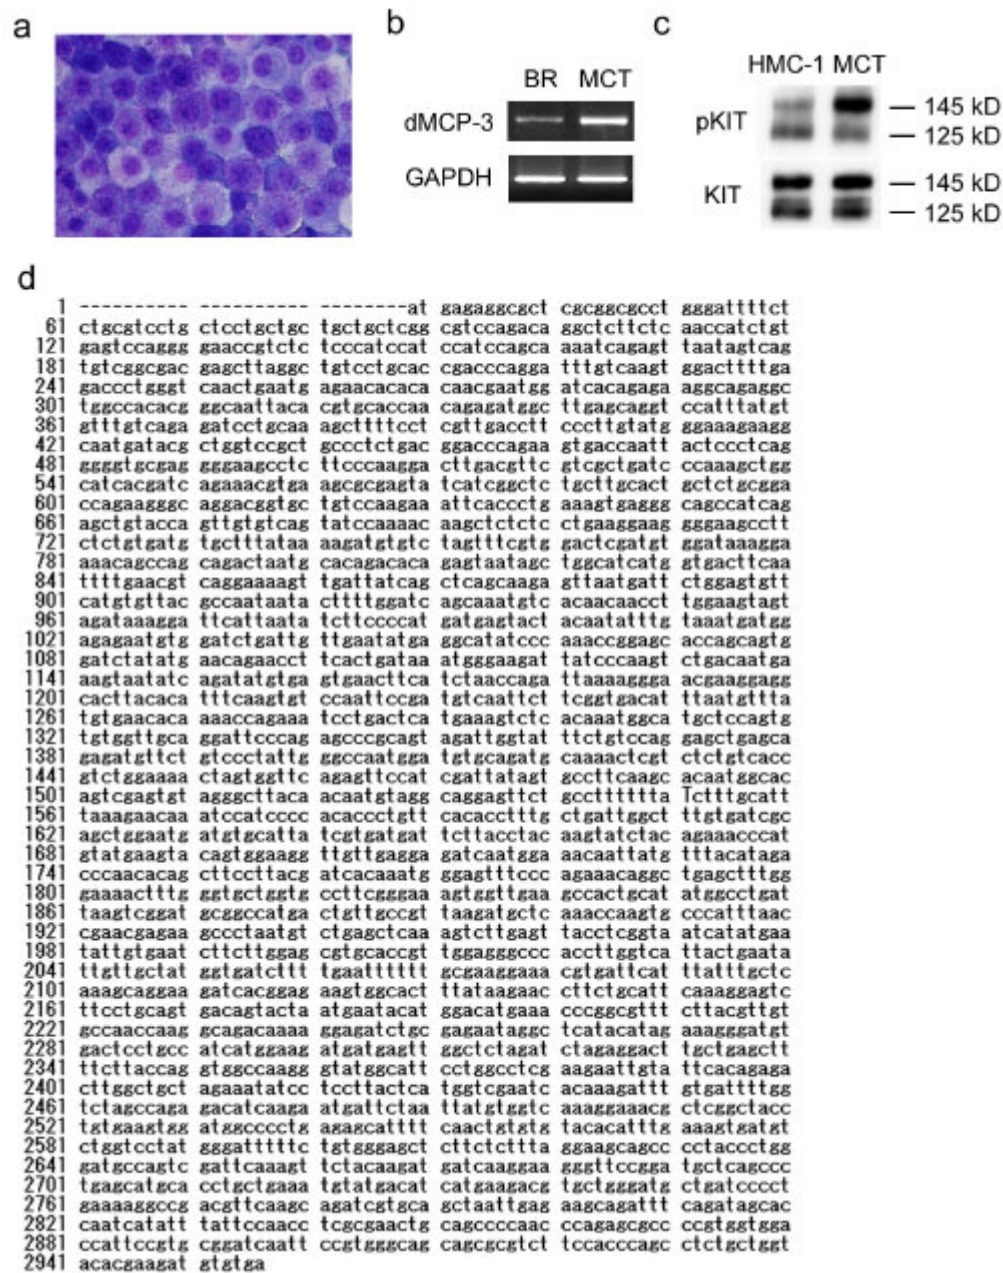 a
b
c
BR MCT
dMCP-3
GAPDH
HMC-1 MCT
pKIT
145 kD
125 kD
KIT
145 kD
125 kD
d
1 ---------- ---------- --------at gagaggcgct cgcggcgcct gggattttct
61 ctgcgtcctg ctcctgctgc tgctgctcgg cgtccagaca ggctcttctc aaccatctgt
121 gagtccaggg gaaccgtctc tcccatccat ccatccagca aaatcagagt taatagtcag
181 tgtcggcgac gagcttaggc tgtcctgcac cgacccagga tttgtcaagt ggacttttga
241 gaccctgggt caactgaatg agaacacaca caacgaatgg atcacagaga aggcagaggc
301 tggccacacg ggcaattaca cgtgcaccaa cagagatggc ttgagcaggt ccatttatgt
361 gtttgtcaga gatcctgcaa agcttttcct cgttgacctt cccttgtatg ggaaagaagg
421 caatgatacg ctggtccgct gccctctgac ggacccagaa gtgaccaatt actccctcag
481 ggggtgcgag gggaagcctc ttcccaagga cttgacgttc gtcgctgatc ccaaagctgg
541 catcacgatc agaaacgtga agcgcgagta tcatcggctc tgcttgcact gctctgcgga
601 ccagaagggc aggacggtgc tgtccaagaa attcaccctg aaagtgaggg cagccatcag
661 agctgtacca gttgtgtcag tatccaaaac aagctctctc ctgaaggaag gggaagcctt
721 ctctgtgatg tgctttataa aagatgtgtc tagtttcgtg gactcgatgt ggataaagga
781 aaacagccag cagactaatg cacagacaca gagtaatagc tggcatcatg gtgacttcaa
841 ttttgaacgt caggaaaagt tgattatcag ctcagcaaga gttaatgatt ctggagtgtt
901 catgtgttac gccaataata cttttggatc agcaaatgtc acaacaacct tggaagtagt
961 agataaagga ttcattaata tcttccccat gatgagtact acaatatttg taaatgatgg
1021 agagaatgtg gatctgattg ttgaatatga ggcatatccc aaaccggagc accagcagtg
1081 gatctatatg aacagaacct tcactgataa atgggaagat tatcccaagt ctgacaatga
1141 aagtaatatc agatatgtga gtgaacttca tctaaccaga ttaaaaggga acgaaggagg
1201 cacttacaca tttcaagtgt ccaattccga tgtcaattct tcggtgacat ttaatgttta
1261 tgtgaacaca aaaccagaaa tcctgactca tgaaagtctc acaaatggca tgctccagtg
1321 tgtggttgca ggattcccag agcccgcagt agattggtat ttctgtccag gagctgagca
1381 gagatgttct gtccctattg ggccaatgga tgtgcagatg caaaactcgt ctctgtcacc
1441 gtctggaaaa ctagtggttc agagttccat cgattatagt gccttcaagc acaatggcac
1501 agtcgagtgt agggcttaca acaatgtagg caggagttct gcctttttta Tctttgcatt
1561 taaagaacaa atccatcccc acaccctgtt cacacctttg ctgattggct ttgtgatcgc
1621 agctggaatg atgtgcatta tcgtgatgat tcttacctac aagtatctac agaaacccat
1681 gtatgaagta cagtggaagg ttgttgagga gatcaatgga aacaattatg tttacataga
1741 cccaacacag cttccttacg atcacaaatg ggagtttccc agaaacaggc tgagctttgg
1801 gaaaactttg ggtgctggtg ccttcgggaa agtggttgaa gccactgcat atggcctgat
1861 taagtcggat gcggccatga ctgttgccgt taagatgctc aaaccaagtg cccatttaac
1921 cgaacgagaa gccctaatgt ctgagctcaa agtcttgagt tacctcggta atcatatgaa
1981 tattgtgaat cttcttggag cgtgcaccgt tggagggccc accttggtca ttactgaata
2041 ttgttgctat ggtgatcttt tgaatttttt gcgaaggaaa cgtgattcat ttatttgctc
2101 aaagcaggaa gatcacggag aagtggcact ttataagaac cttctgcatt caaaggagtc
2161 ttcctgcagt gacagtacta atgaatacat ggacatgaaa cccggcgttt cttacgttgt
2221 gccaaccaag gcagacaaaa ggagatctgc gagaataggc tcatacatag aaagggatgt
2281 gactcctgcc atcatggaag atgatgagtt ggctctagat ctagaggact tgctgagctt
2341 ttcttaccag gtggccaagg gtatggcatt cctggcctcg aagaattgta ttcacagaga
2401 cttggctgct agaaatatcc tccttactca tggtcgaatc acaaagattt gtgattttgg
2461 tctagccaga gacatcaaga atgattctaa ttatgtggtc aaaggaaacg ctcggctacc
2521 tgtgaagtgg atggcccctg agagcatttt caactgtgtg tacacatttg aaagtgatgt
2581 ctggtcctat gggatttttc tgtgggagct cttctcttta ggaagcagcc cctaccctgg
2641 gatgccagtc gattcaaagt tctacaagat gatcaaggaa gggttccgga tgctcagccc
2701 tgagcatgca cctgctgaaa tgtatgacat catgaagacg tgctgggatg ctgatcccct
2761 gaaaaggccg acgttcaagc agatcgtgca gctaattgag aagcagattt cagatagcac
2821 caatcatatt tattccaacc tcgcgaactg cagccccaac ccagagcgcc ccgtggtgga
2881 ccattccgtg cggatcaatt ccgtgggcag cagcgcgtct tccacccagc ctctgctggt
2941 acacgaagat gtgtga